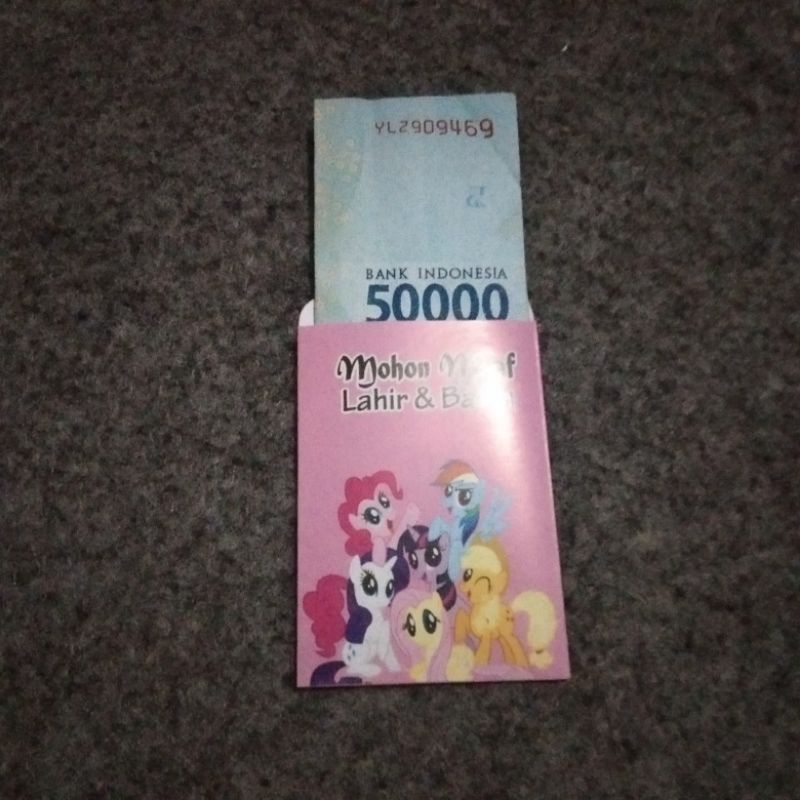 YLZ909469
BANK INDONESIA
50000
Mohon
Lahir &